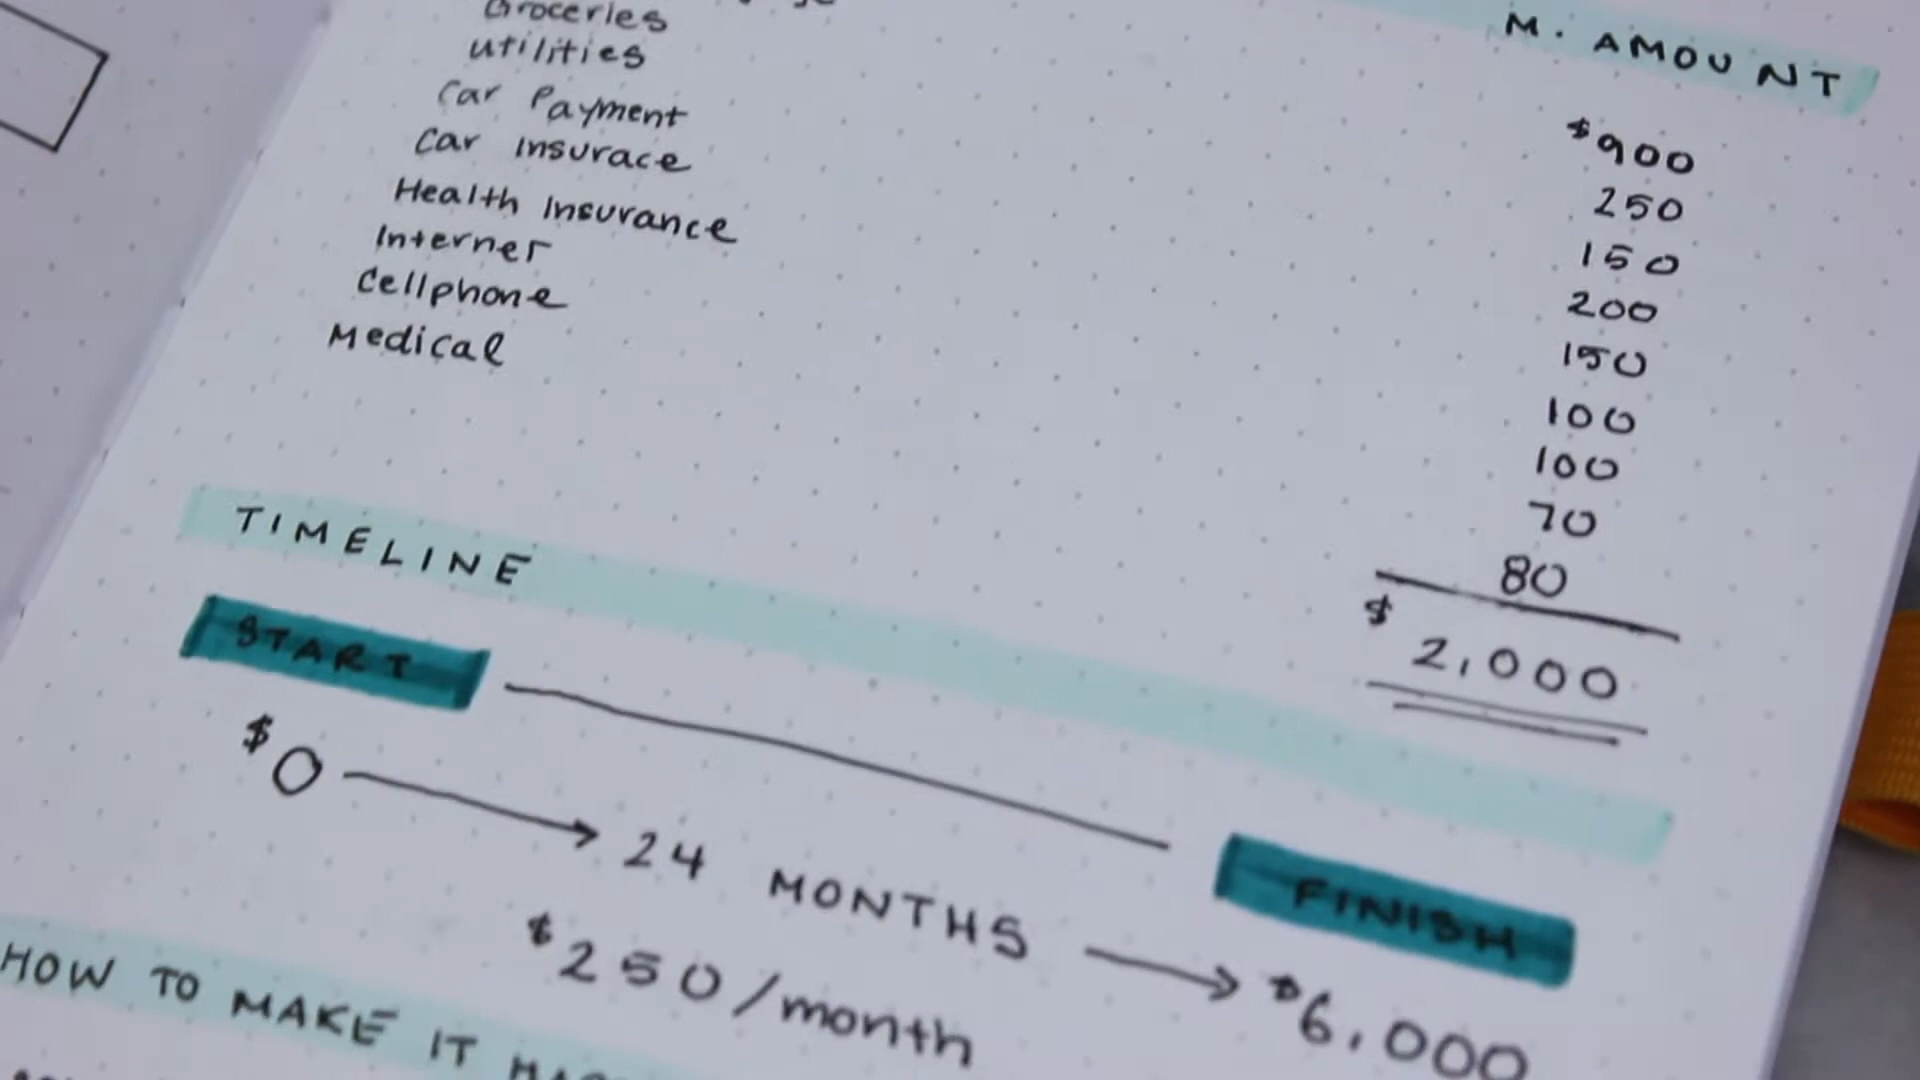 M. AMOUNT
Groceries $900
utilities 250
Car Payment 150
Car Insurace 200
Health Insurance 150
Interner 100
Cellphone 100
Medical 70
80
$2,000
TIMELINE
START FINISH
$0 24 MONTHS $6,000
$250/month
HOW TO MAKE IT